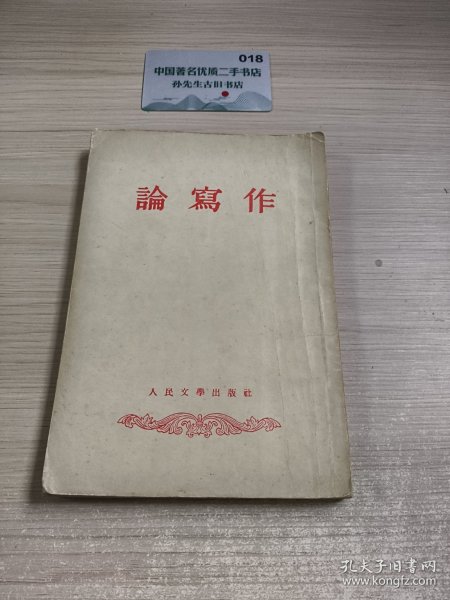 018
中国著名优质二手书店
孙先生古旧书店
論寫作
人民文學出版社
孔夫子旧书网
www.kongfz.com